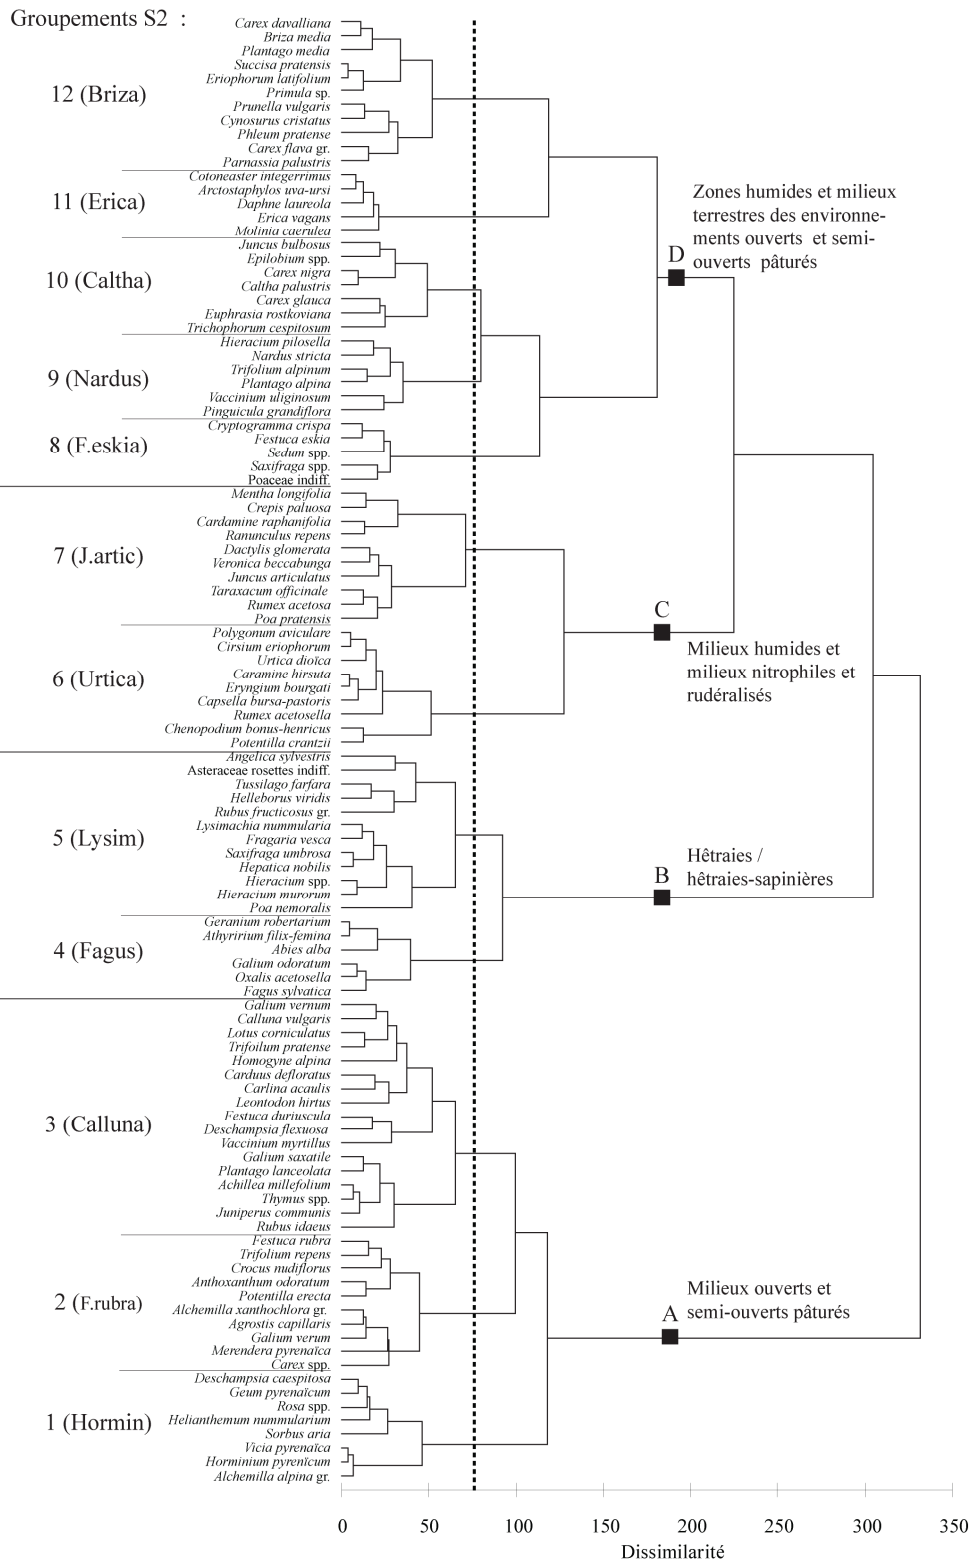 Groupements S2 :
Carex davalliana
Briza media
Plantago media
Succisa pratensis
Eriophorum latifolium
Primula sp.
12 (Briza)
Prunella vulgaris
Cynosurus cristatus
Phleum pratense
Carex flava gr.
Parnassia palustris
Cotoneaster integerrimus
Arctostaphylos uva-ursi
11 (Erica)
Daphne laureola
Erica vagans
Molinia caerulea
Zones humides et milieux
terrestres des environne-
ments ouverts et semi-
ouverts pâturés
D
Juncus bulbosus
Epilobium spp.
Carex nigra
10 (Caltha)
Caltha palustris
Carex glauca
Euphrasia rostkoviana
Trichophorum cespitosum
Hieracium pilosella
Nardus stricta
Trifolium alpinum
9 (Nardus)
Plantago alpina
Vaccinium uliginosum
Pinguicula grandiflora
Cryptogramma crispa
Festuca eskia
8 (F.eskia)
Sedum spp.
Saxifraga spp.
Poaceae indiff.
Mentha longifolia
Crepis paluosa
Cardamine raphanifolia
Ranunculus repens
Dactylis glomerata
7 (J.artic)
Veronica beccabunga
Juncus articulatus
Taraxacum officinale
Rumex acetosa
Poa pratensis
C
Milieux humides et
milieux nitrophiles et
rudéralisés
Polygonum aviculare
Cirsium eriophorum
Urtica dioïca
Caramine hirsuta
6 (Urtica)
Eryngium bourgati
Capsella bursa-pastoris
Rumex acetosella
Chenopodium bonus-henricus
Potentilla crantzii
Angelica sylvestris
Asteraceae rosettes indiff.
Tussilago farfara
Helleborus viridis
Rubus fructicosus gr.
Lysimachia nummularia
5 (Lysim)
Fragaria vesca
Saxifraga umbrosa
Hepatica nobilis
Hieracium spp.
Hieracium murorum
Poa nemoralis
Hêtraies /
hêtraies-sapinières
B
Geranium robertarium
Athyririum filix-femina
4 (Fagus)
Abies alba
Galium odoratum
Oxalis acetosella
Fagus sylvatica
Galium vernum
Calluna vulgaris
Lotus corniculatus
Trifoilum pratense
Homogyne alpina
Carduus defloratus
Carlina acaulis
Leontodon hirtus
Festuca duriuscula
3 (Calluna)
Deschampsia flexuosa
Vaccinium myrtillus
Galium saxatile
Plantago lanceolata
Achillea millefolium
Thymus spp.
Juniperus communis
Rubus idaeus
Festuca rubra
Trifolium repens
Crocus nudiflorus
Anthoxanthum odoratum
2 (F.rubra)
Potentilla erecta
Alchemilla xanthochlora gr.
Agrostis capillaris
Galium verum
Merendera pyrenaïca
Carex spp.
Milieux ouverts et
semi-ouverts pâturés
A
Deschampsia caespitosa
Geum pyrenaïcum
Rosa spp.
1 (Hormin)
Helianthemum nummularium
Sorbus aria
Vicia pyrenaïca
Horminium pyrenïcum
Alchemilla alpina gr.
0 50 100 150 200 250 300 350
Dissimilarité